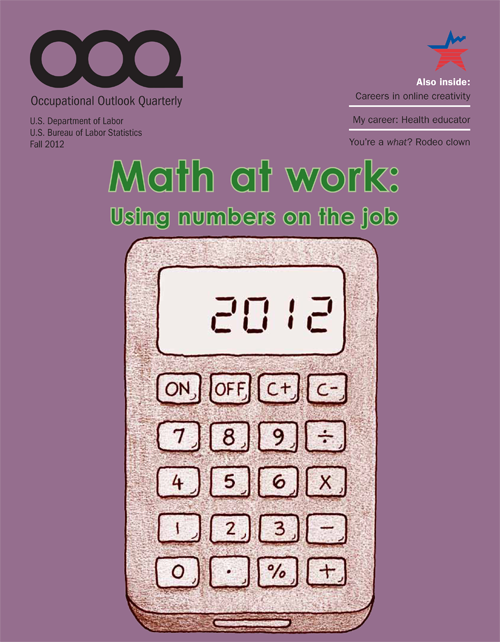 OOQ
Occupational Outlook Quarterly
U.S. Department of Labor
U.S. Bureau of Labor Statistics
Fall 2012
Also inside:
Careers in online creativity
My career: Health educator
You're a what? Rodeo clown
Math at work:
Using numbers on the job
2012
ON OFF C+ C-
7 8 9 ÷
4 5 6 X
1 2 3 −
0 . % +